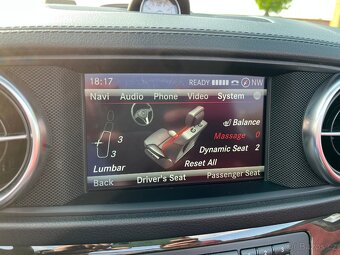 18:17 READY NW
Navi Audio Phone Video System
Balance
Massage 0
3
Dynamic Seat 2
3
Lumbar
Reset All
Back Driver's Seat Passenger Seat